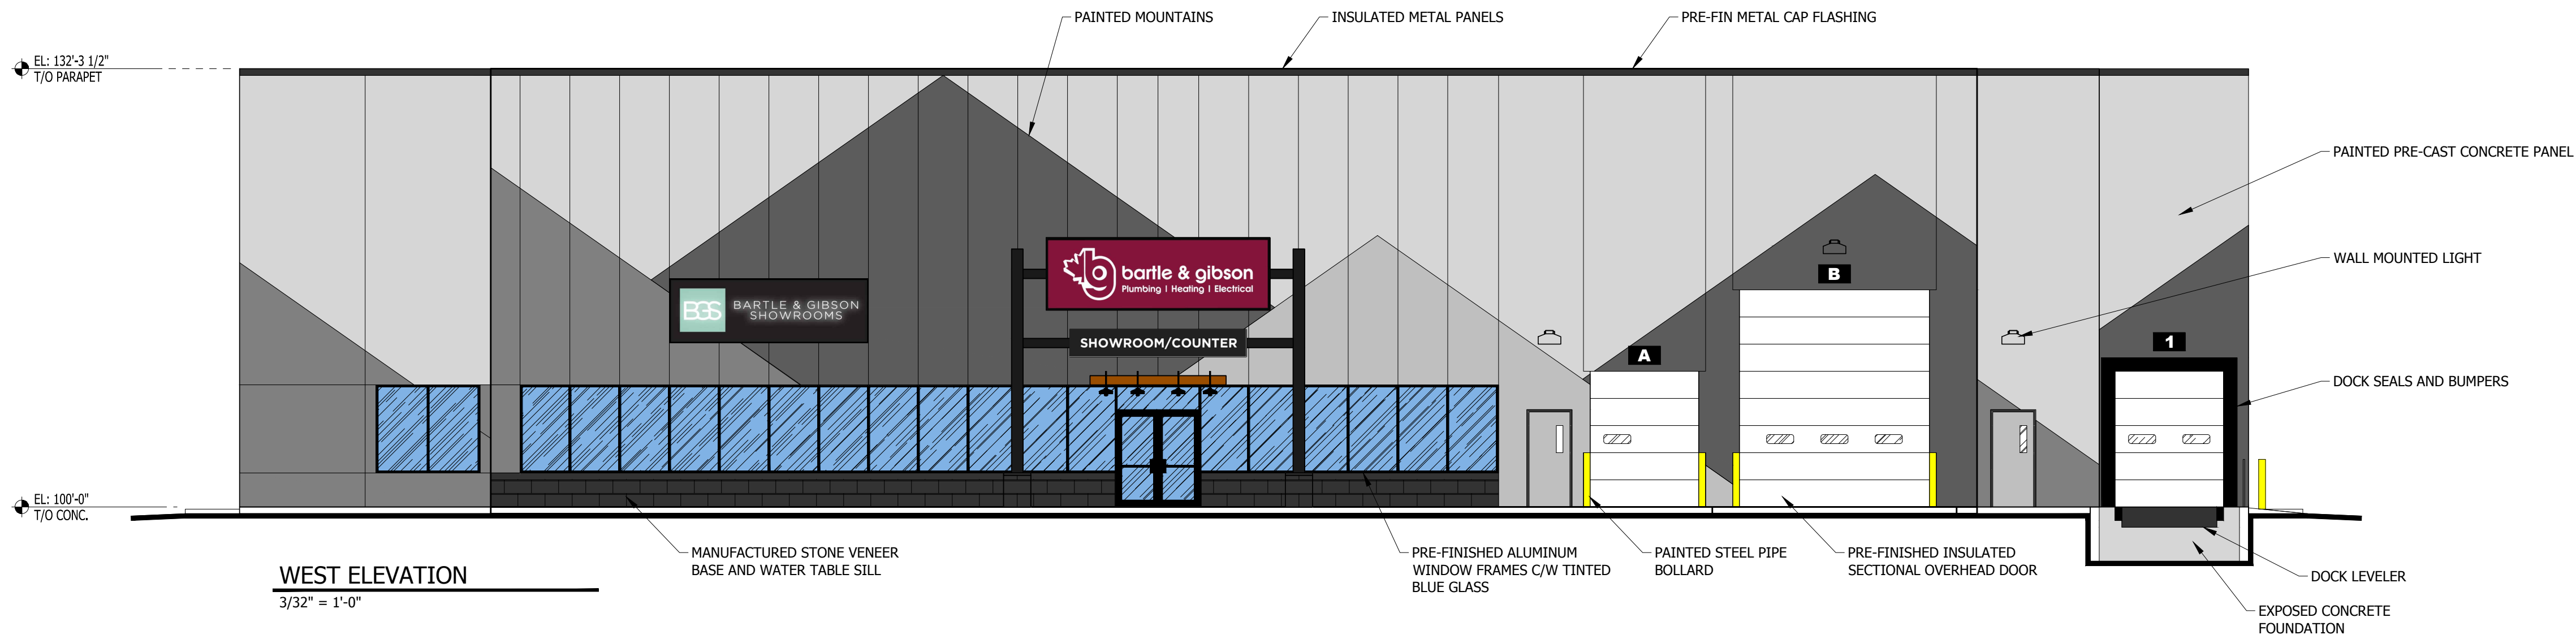 PAINTED MOUNTAINS
INSULATED METAL PANELS
PRE-FIN METAL CAP FLASHING
EL: 132'-3 1/2"
T/O PARAPET
PAINTED PRE-CAST CONCRETE PANEL
WALL MOUNTED LIGHT
bartle & gibson
Plumbing | Heating | Electrical
B
BGS
BARTLE & GIBSON
SHOWROOMS
SHOWROOM/COUNTER
A
1
DOCK SEALS AND BUMPERS
EL: 100'-0"
T/O CONC.
MANUFACTURED STONE VENEER
BASE AND WATER TABLE SILL
PRE-FINISHED ALUMINUM
WINDOW FRAMES C/W TINTED
BLUE GLASS
PAINTED STEEL PIPE
BOLLARD
PRE-FINISHED INSULATED
SECTIONAL OVERHEAD DOOR
DOCK LEVELER
EXPOSED CONCRETE
FOUNDATION
WEST ELEVATION
3/32" = 1'-0"